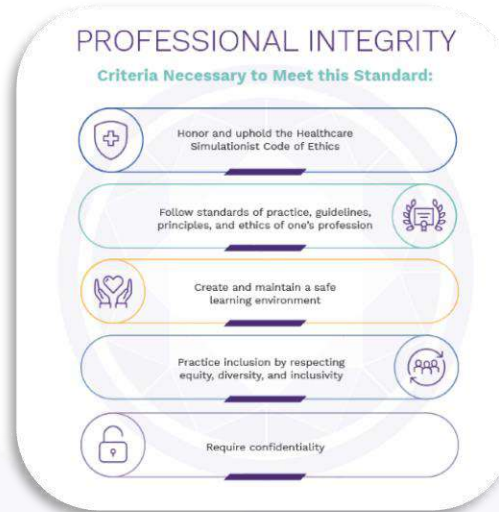 PROFESSIONAL INTEGRITY
Criteria Necessary to Meet this Standard:
Honor and uphold the Healthcare
Simulationist Code of Ethics
Follow standards of practice, guidelines,
principles, and ethics of one's profession
Create and maintain a safe
learning environment
Practice inclusion by respecting
equity, diversity, and inclusivity
Require confidentiality